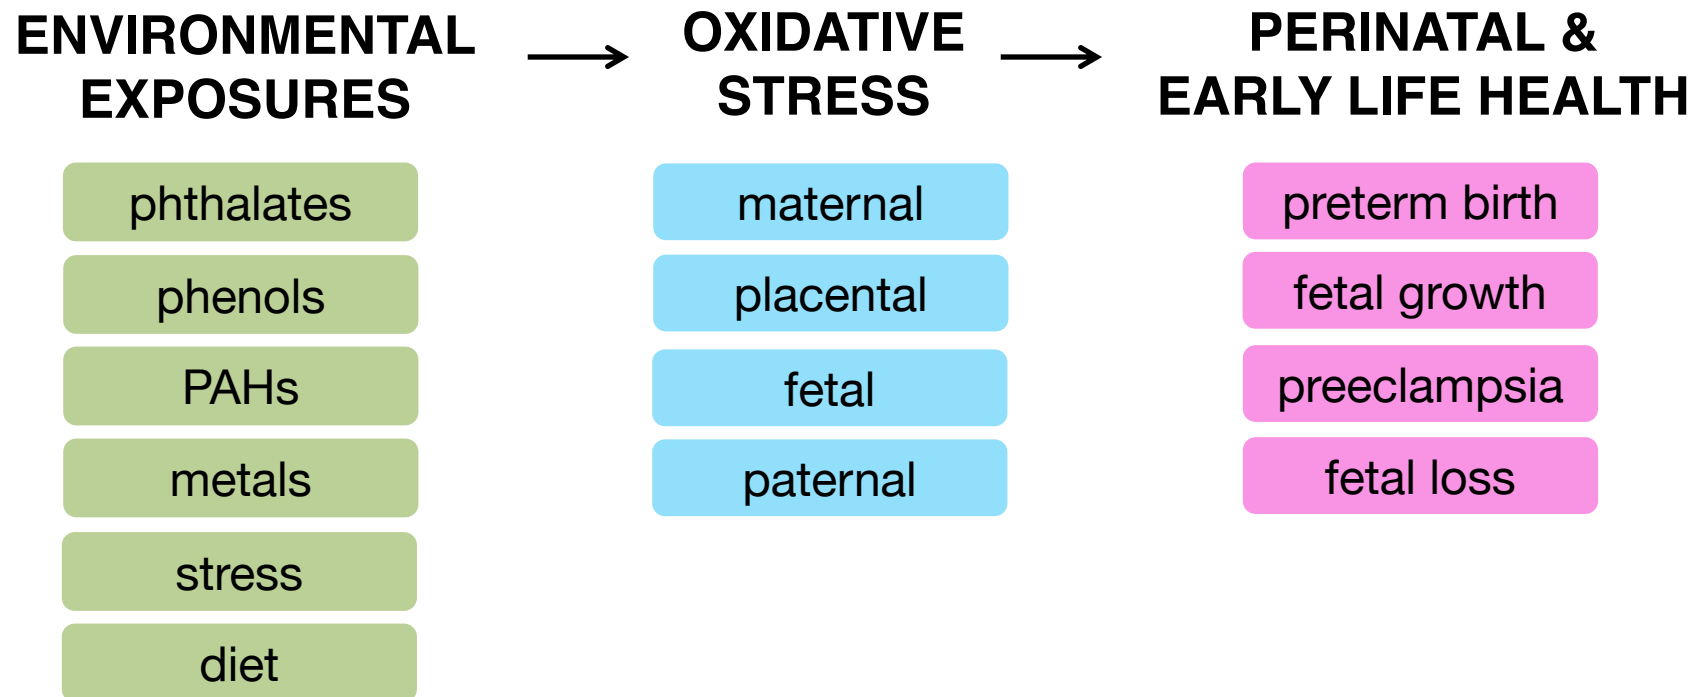 ENVIRONMENTAL
EXPOSURES
OXIDATIVE
STRESS
PERINATAL &
EARLY LIFE HEALTH
phthalates
phenols
PAHs
metals
stress
diet
maternal
placental
fetal
paternal
preterm birth
fetal growth
preeclampsia
fetal loss